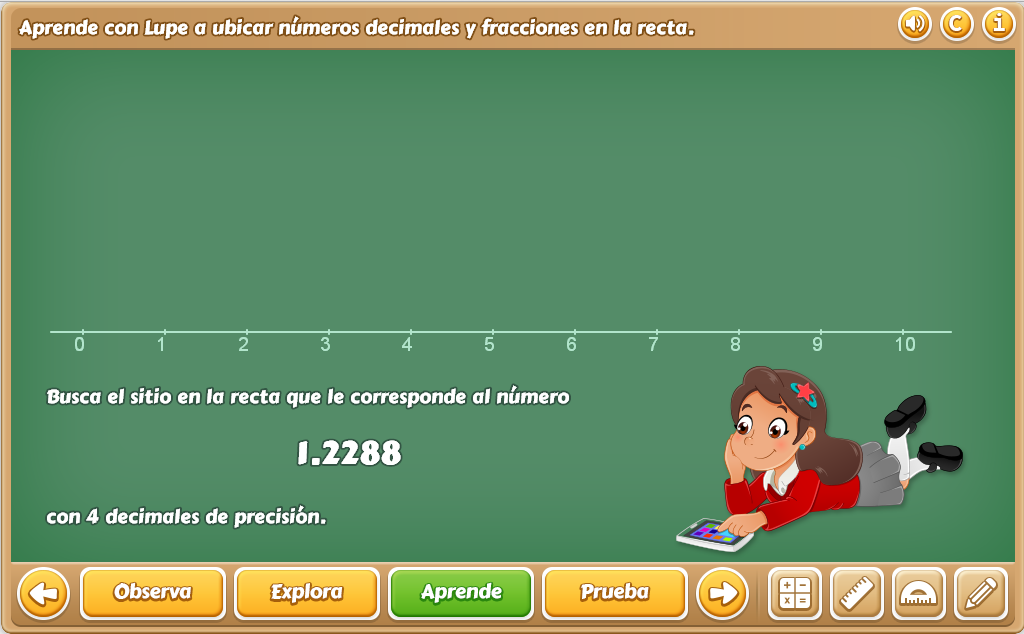 Aprende con Lupe a ubicar números decimales y fracciones en la recta.
C i
0 1 2 3 4 5 6 7 8 9 10
Busca el sitio en la recta que le corresponde al número
1.2288
con 4 decimales de precisión.
Observa Explora Aprende Prueba